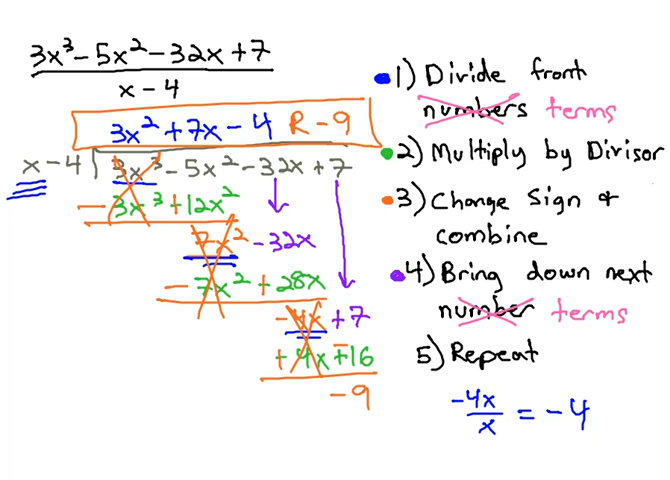 3x³ - 5x² - 32x + 7
x - 4
3x² + 7x - 4 R - 9
x - 4 3x³ - 5x² - 32x + 7
- 3x³ + 12x²
7x² - 32x
- 7x² + 28x
- 4x + 7
+ 4x - 16
- 9
1) Divide front
numbers terms
2) Multiply by Divisor
3) Change Sign &
combine
4) Bring down next
number terms
5) Repeat
-4x
x = -4